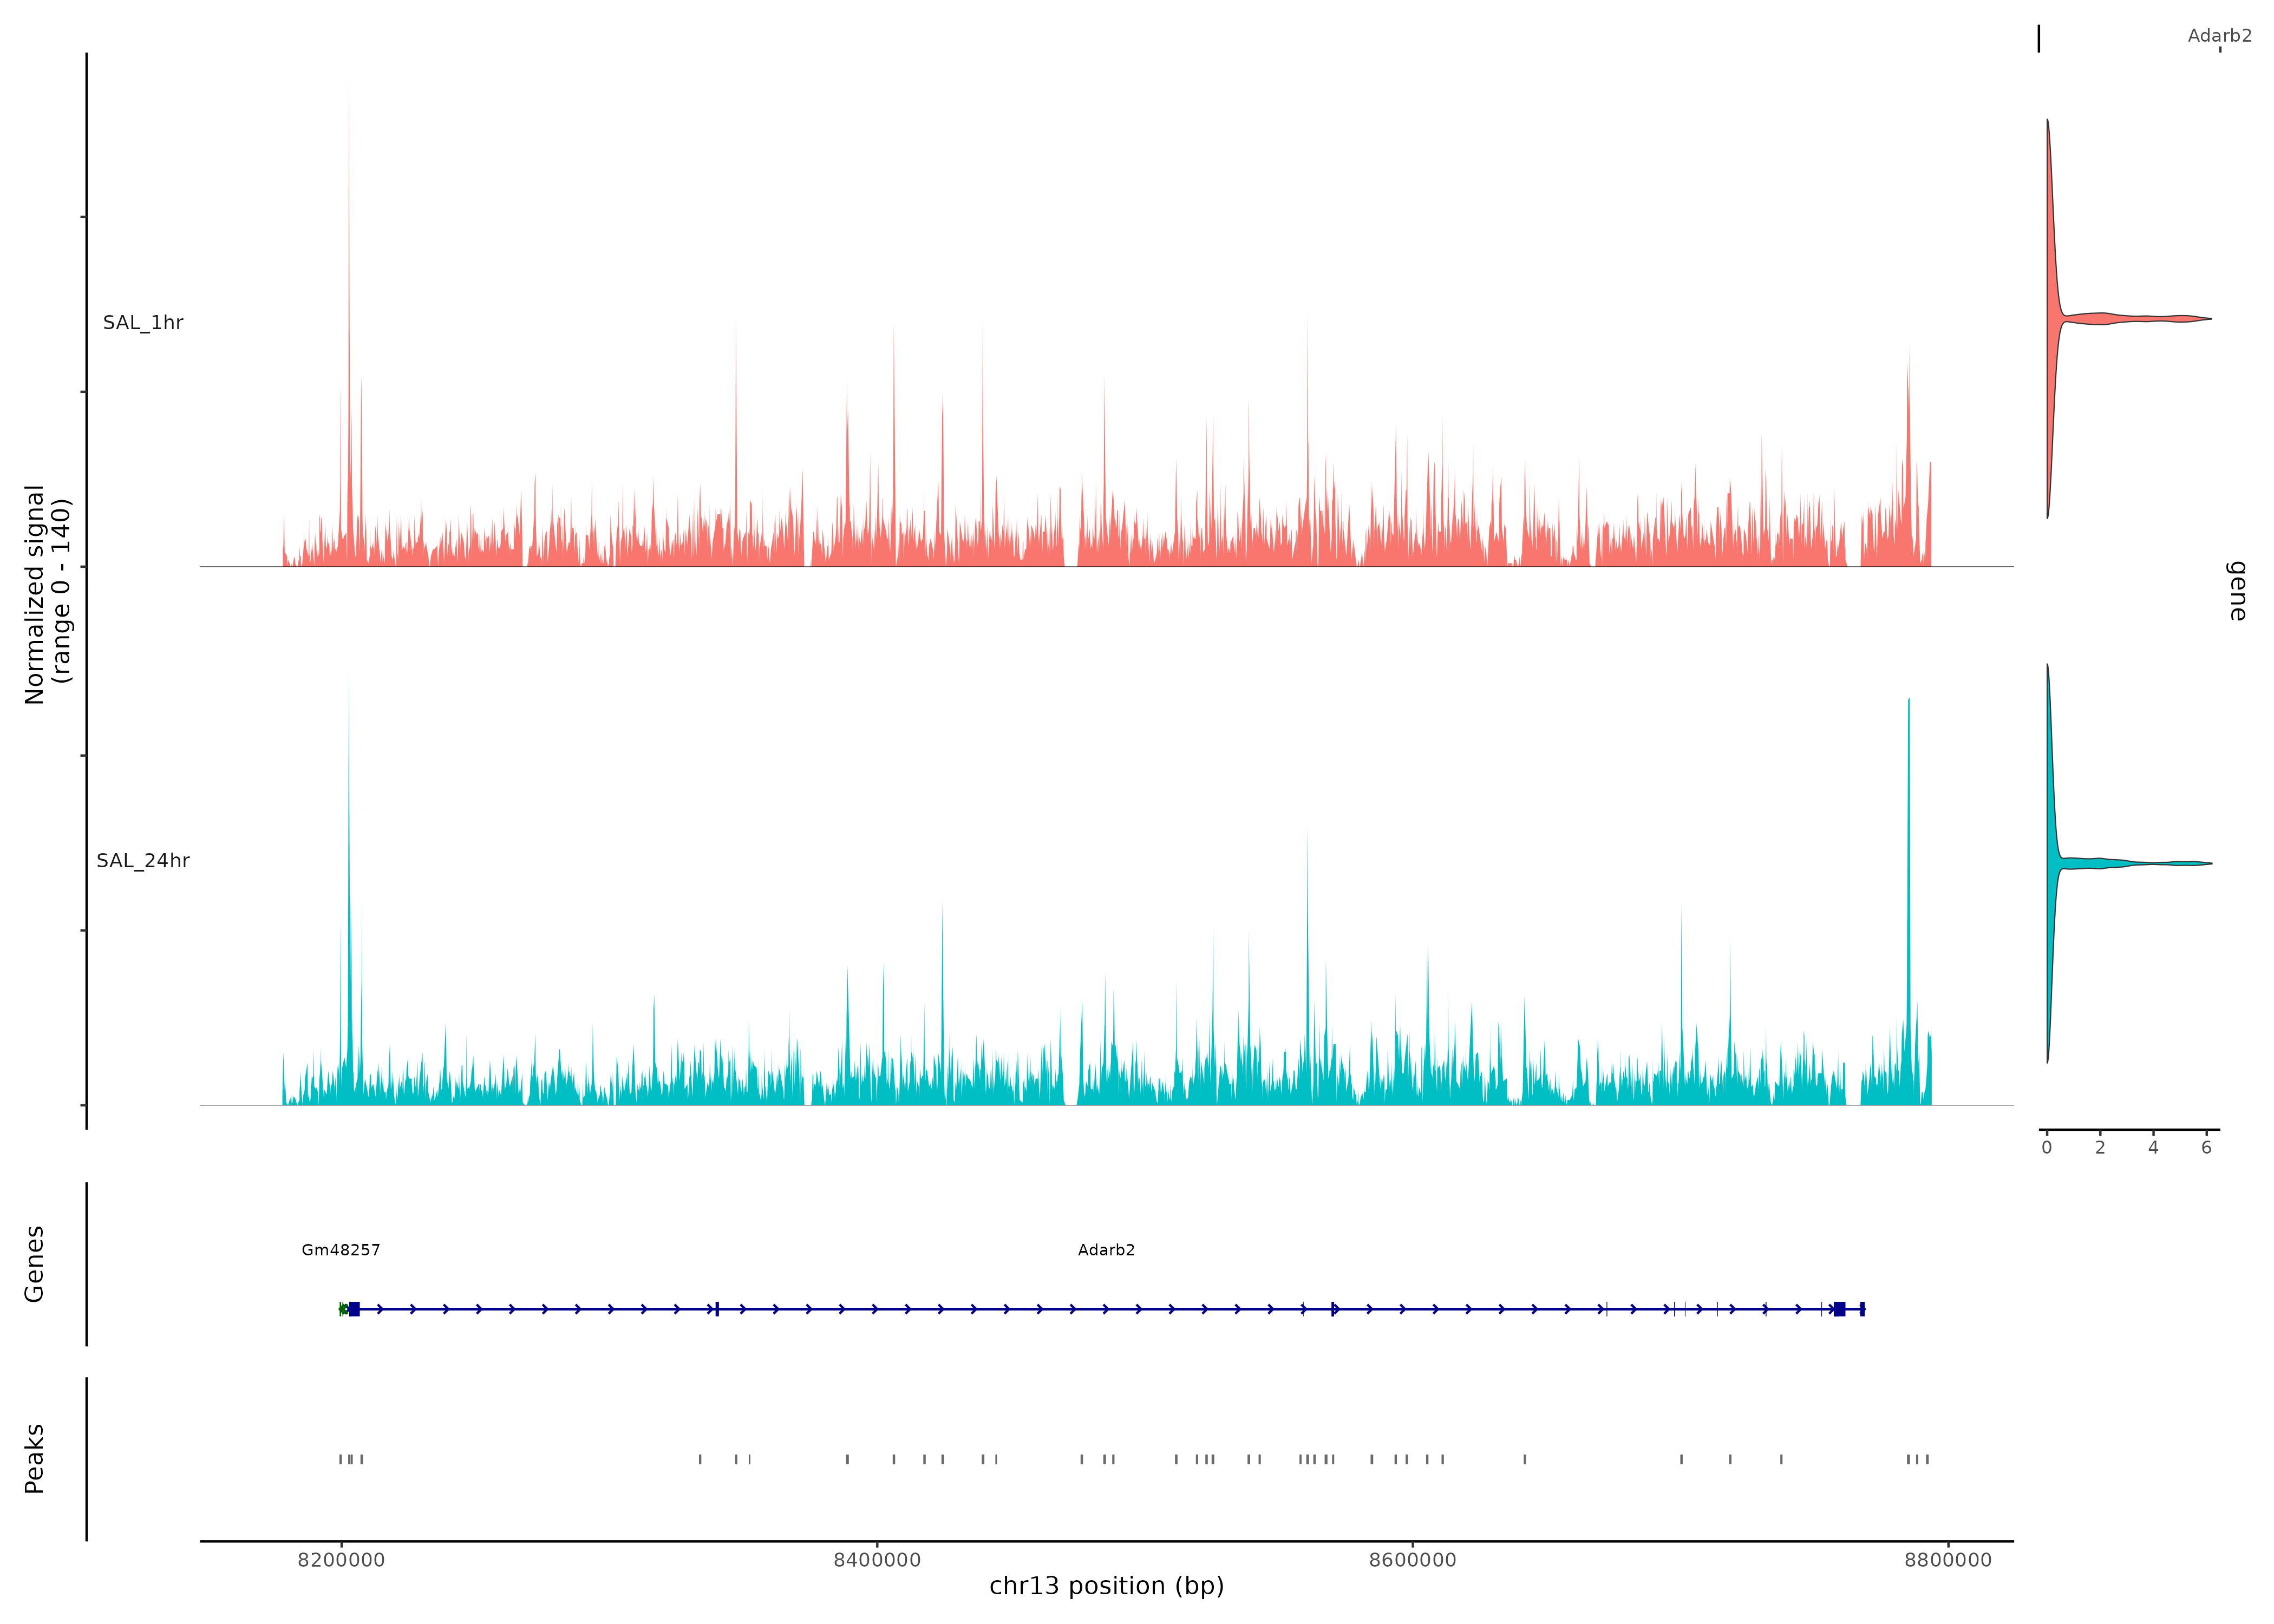 Adarb2
Normalized signal
(range 0 - 140)
SAL_1hr
SAL_24hr
gene
0 2 4 6
Genes
Gm48257
Adarb2
Peaks
8200000 8400000 8600000 8800000
chr13 position (bp)